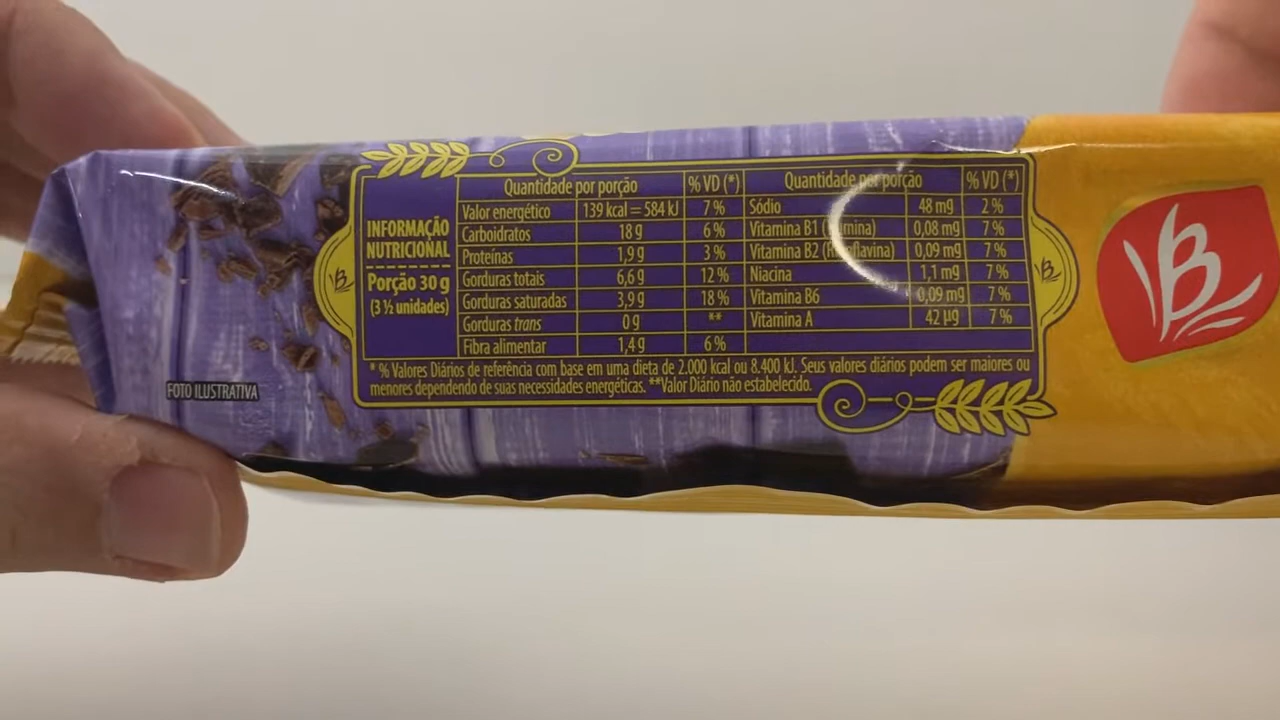 INFORMAÇÃO
NUTRICIONAL
Porção 30 g
(3 ½ unidades)
Quantidade por porção % VD (*)
Valor energético 139 kcal = 584 kJ 7 %
Carboidratos 18 g 6 %
Proteínas 1,9 g 3 %
Gorduras totais 6,6 g 12 %
Gorduras saturadas 3,9 g 18 %
Gorduras trans 0 g **
Fibra alimentar 1,4 g 6 %
Quantidade por porção % VD (*)
Sódio 48 mg 2 %
Vitamina B1 0,08 mg 7 %
Vitamina B2 0,09 mg 7 %
Niacina 1,1 mg 7 %
Vitamina B6 0,09 mg 7 %
Vitamina A 42 µg 7 %
* % Valores Diários de referência com base em uma dieta de 2.000 kcal ou 8.400 kJ. Seus valores diários podem ser maiores ou
menores dependendo de suas necessidades energéticas. **Valor Diário não estabelecido.
FOTO ILUSTRATIVA
VB
VB
VB